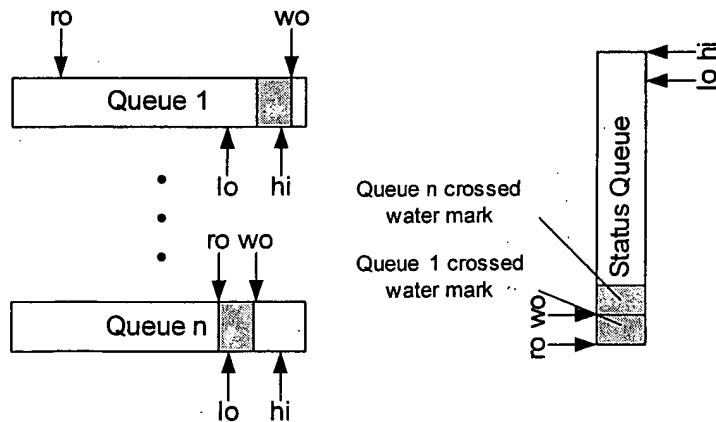 ro
wo
Queue 1
lo
hi
ro wo
Queue n
lo
hi
hi
lo
Status Queue
Queue n crossed
water mark
Queue 1 crossed
water mark
wo
ro